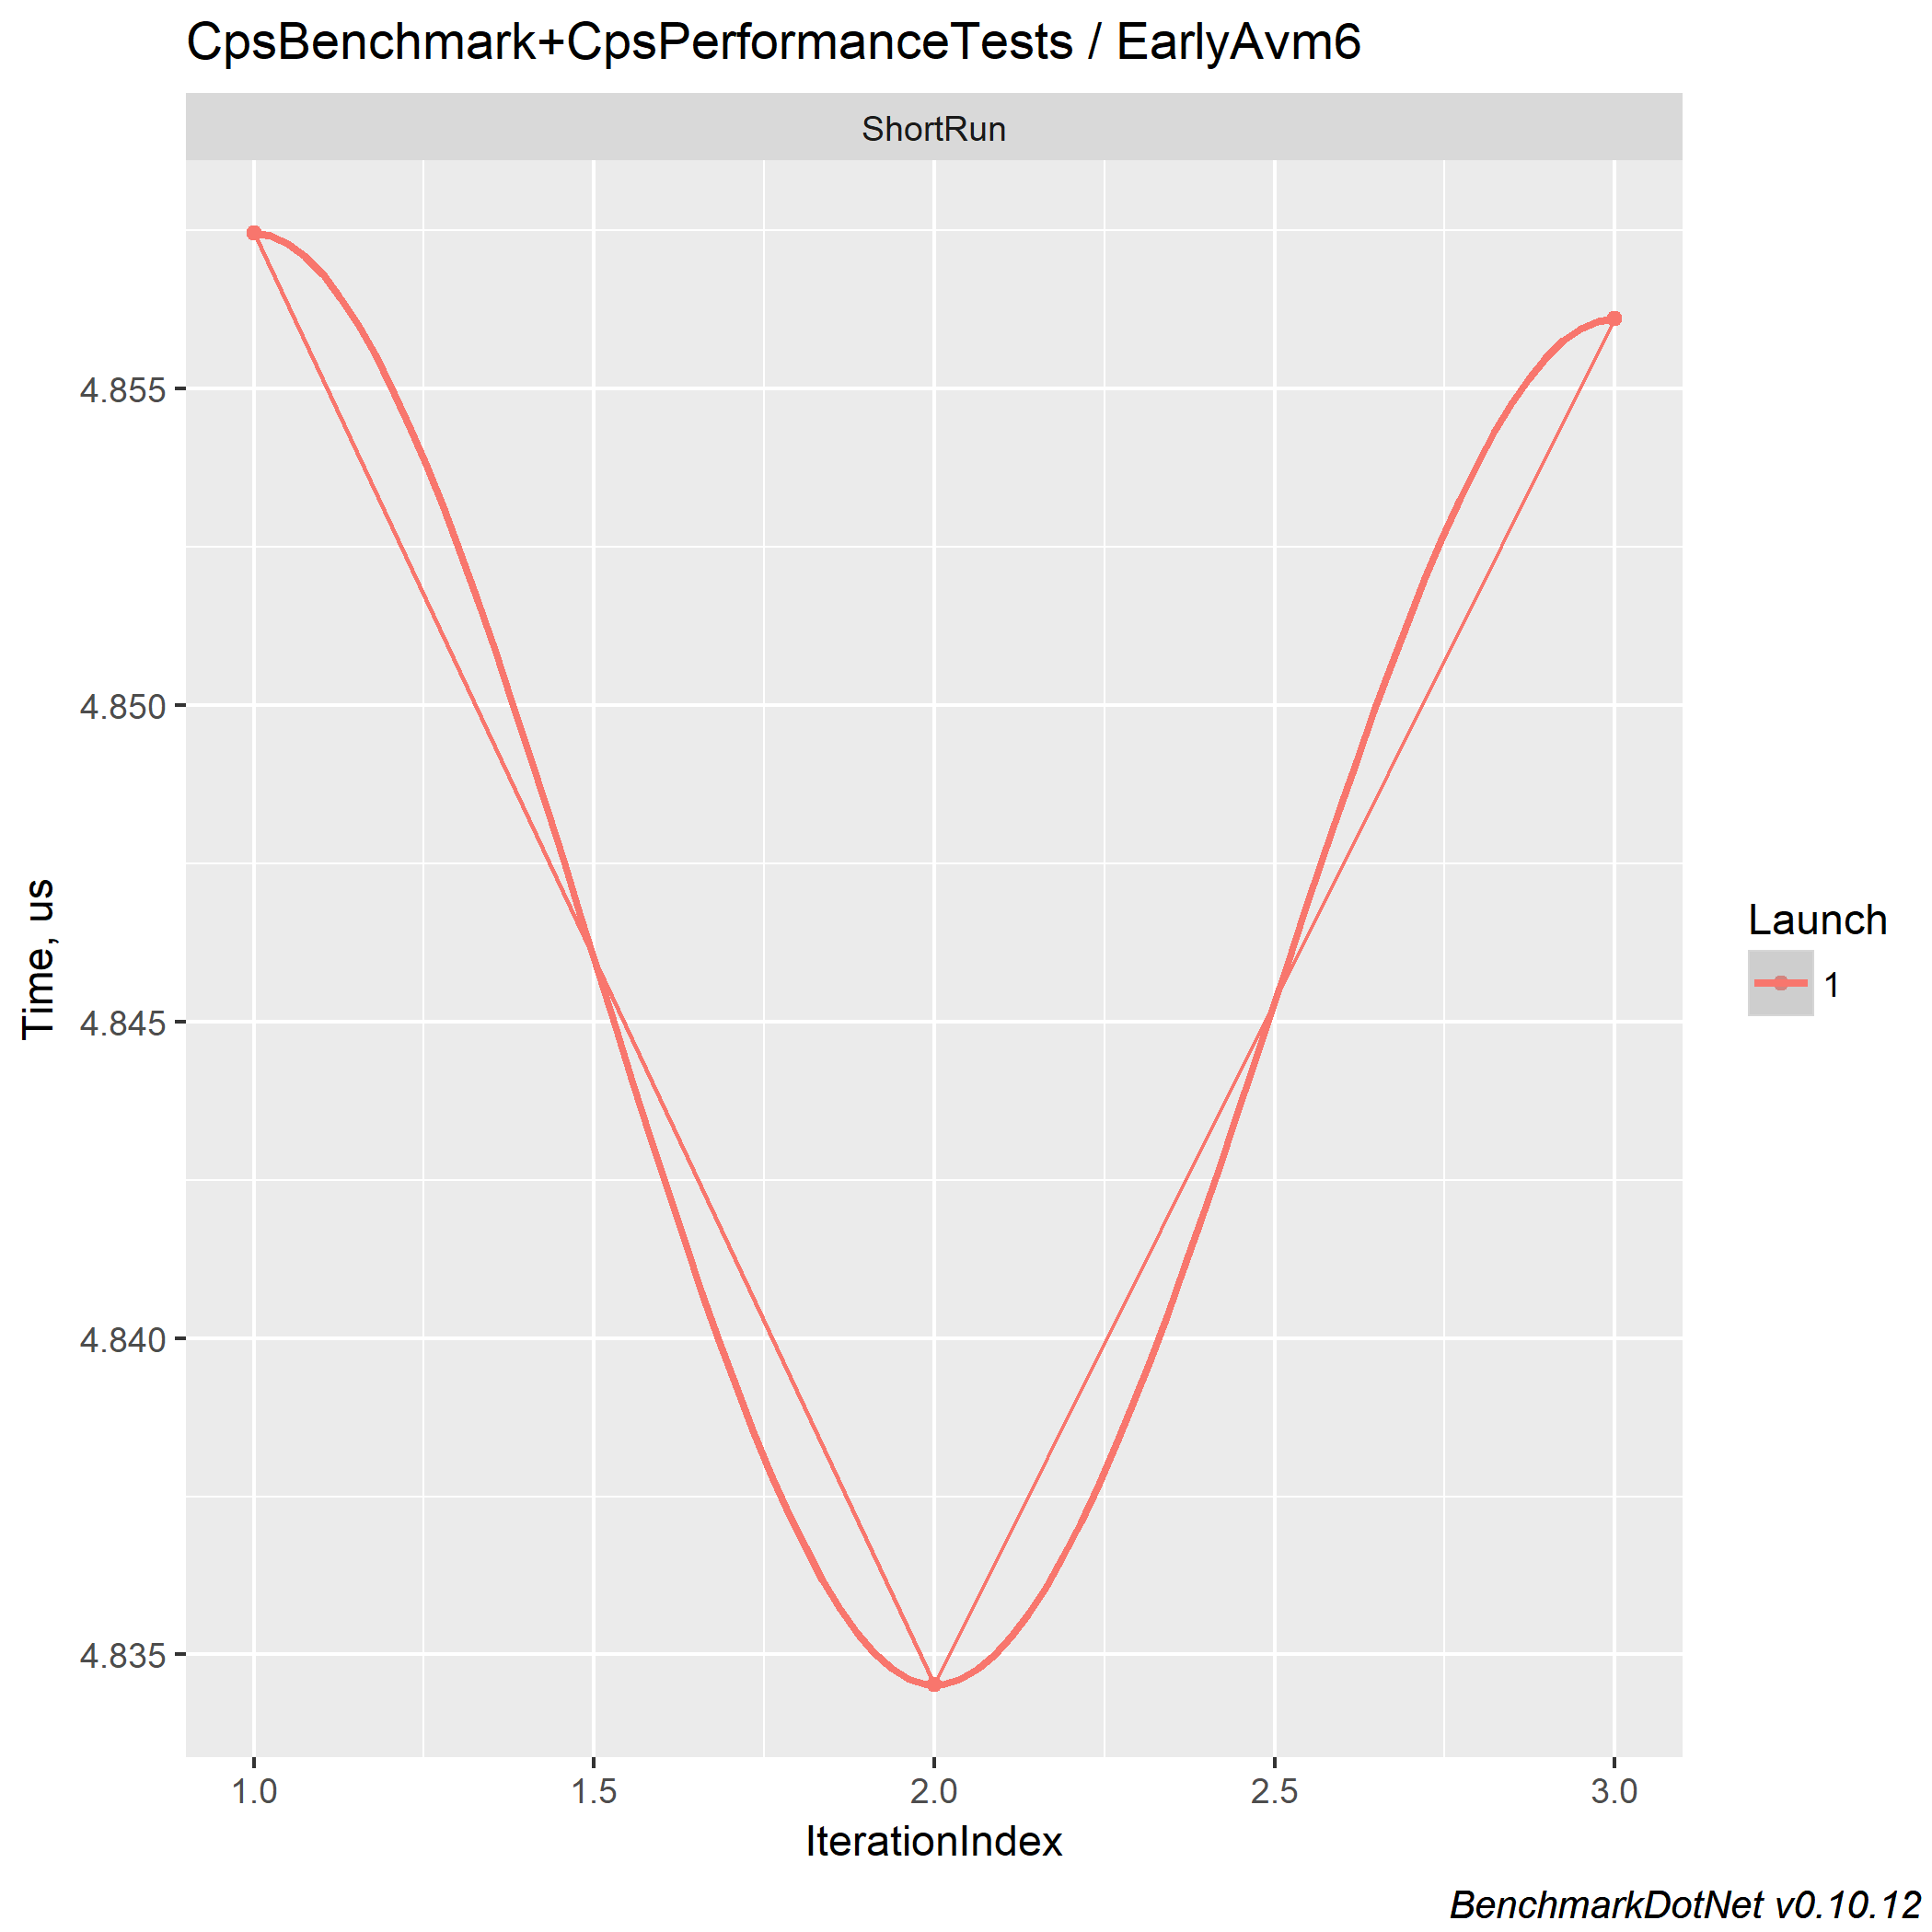 CpsBenchmark+CpsPerformanceTests / EarlyAvm6
ShortRun
4.855
4.850
4.845
4.840
4.835
Time, us
1.0 1.5 2.0 2.5 3.0
IterationIndex
Launch
1
BenchmarkDotNet v0.10.12